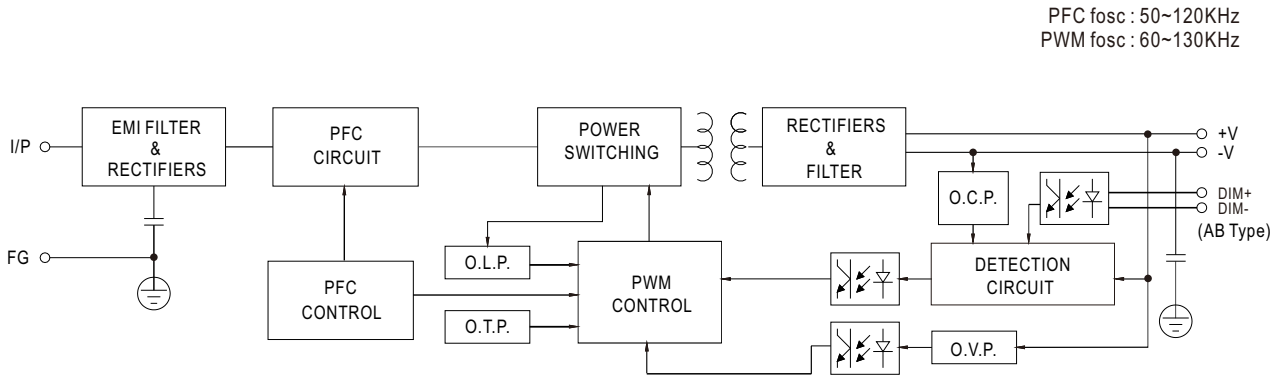 PFC fosc : 50~120KHz
PWM fosc : 60~130KHz
I/P
EMI FILTER
&
RECTIFIERS
PFC
CIRCUIT
POWER
SWITCHING
RECTIFIERS
&
FILTER
+V
-V
O.C.P.
DIM+
DIM-
(AB Type)
FG
PFC
CONTROL
O.L.P.
O.T.P.
PWM
CONTROL
DETECTION
CIRCUIT
O.V.P.